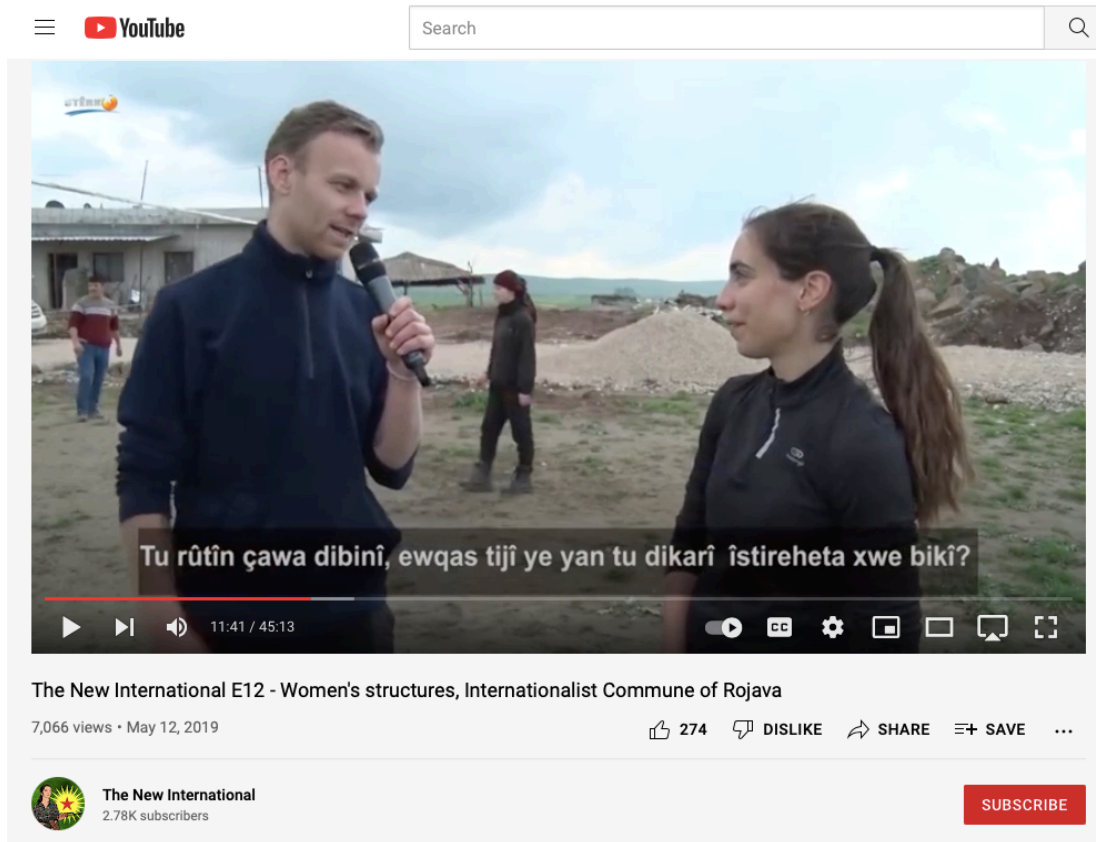 YouTube
Search
STÊRK
Tu rûtîn çawa dibinî, ewqas tijî ye yan tu dikarî îstireheta xwe bikî?
11:41 / 45:13
CC
The New International E12 - Women's structures, Internationalist Commune of Rojava
7,066 views • May 12, 2019
274
DISLIKE
SHARE
SAVE
The New International
2.78K subscribers
SUBSCRIBE